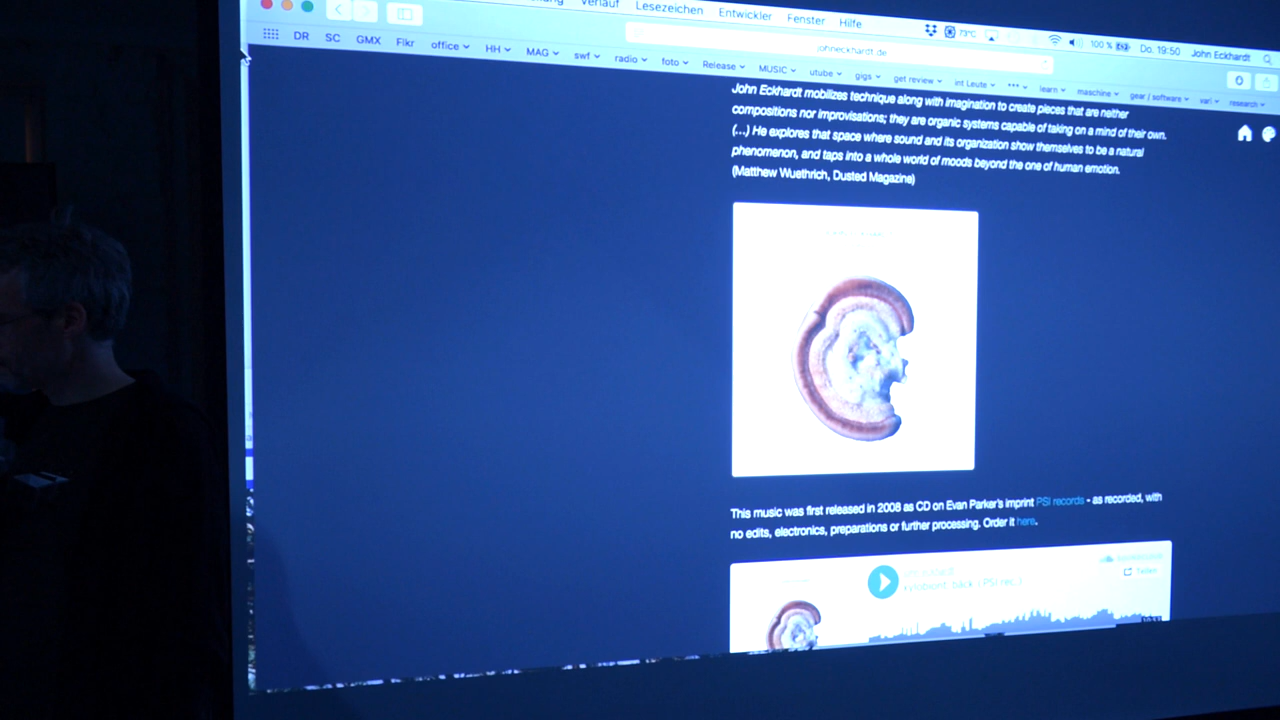 Verlauf Lesezeichen Entwickler Fenster Hilfe 100 % Do. 19:50 John Eckhardt
johneckhardt.de
DR SC GMX Flkr office HH MAG swf radio foto Release MUSIC utube gigs get review int Leute *** learn maschine gear / software vari research
John Eckhardt mobilizes technique along with imagination to create pieces that are neither
compositions nor improvisations; they are organic systems capable of taking on a mind of their own.
(...) He explores that space where sound and its organization show themselves to be a natural
phenomenon, and taps into a whole world of moods beyond the one of human emotion.
(Matthew Wuethrich, Dusted Magazine)
This music was first released in 2008 as CD on Evan Parker's imprint PSI records - as recorded, with
no edits, electronics, preparations or further processing. Order it here.
Teilen